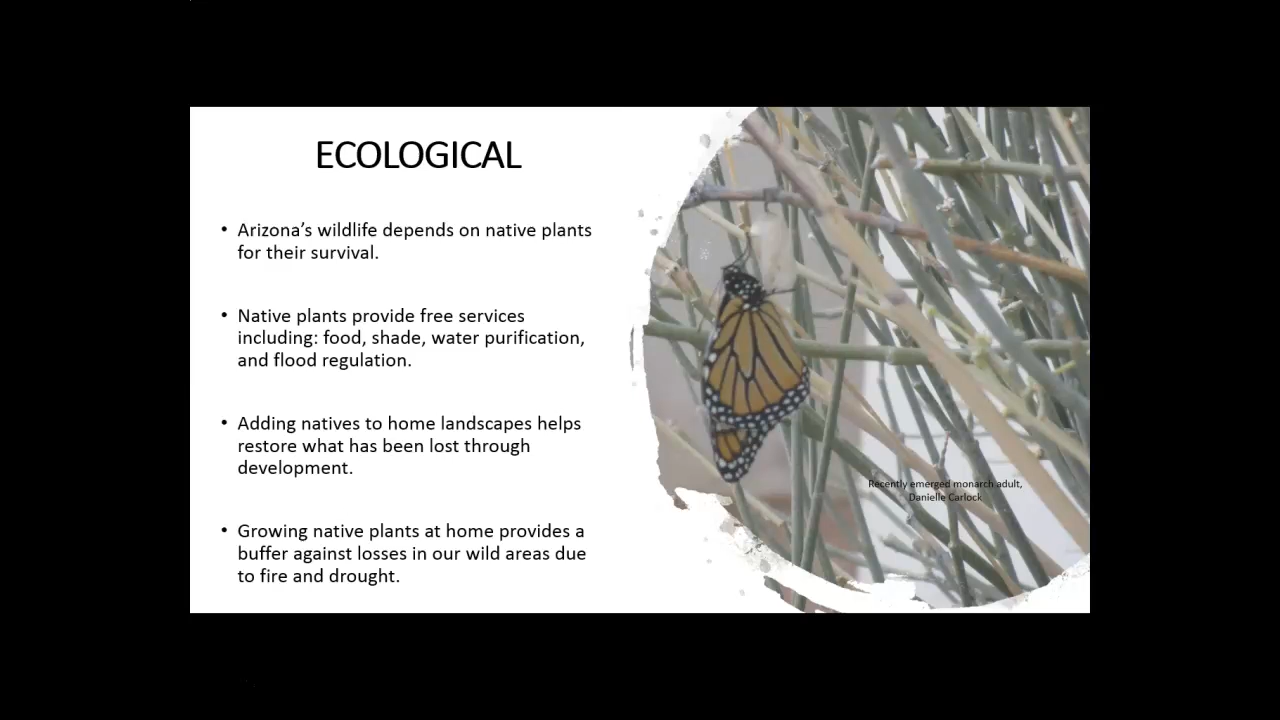 ECOLOGICAL
• Arizona’s wildlife depends on native plants
for their survival.
• Native plants provide free services
including: food, shade, water purification,
and flood regulation.
• Adding natives to home landscapes helps
restore what has been lost through
development.
• Growing native plants at home provides a
buffer against losses in our wild areas due
to fire and drought.
Recently emerged monarch adult,
Danielle Carlock